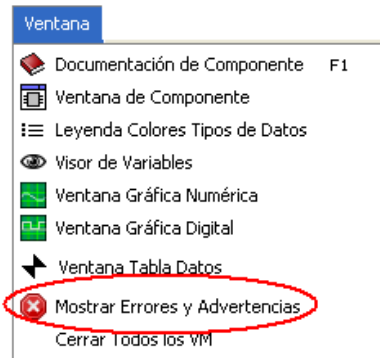 Ventana
Documentación de Componente F1
Ventana de Componente
Leyenda Colores Tipos de Datos
Visor de Variables
Ventana Gráfica Numérica
Ventana Gráfica Digital
Ventana Tabla Datos
Mostrar Errores y Advertencias
Cerrar Todos los VM